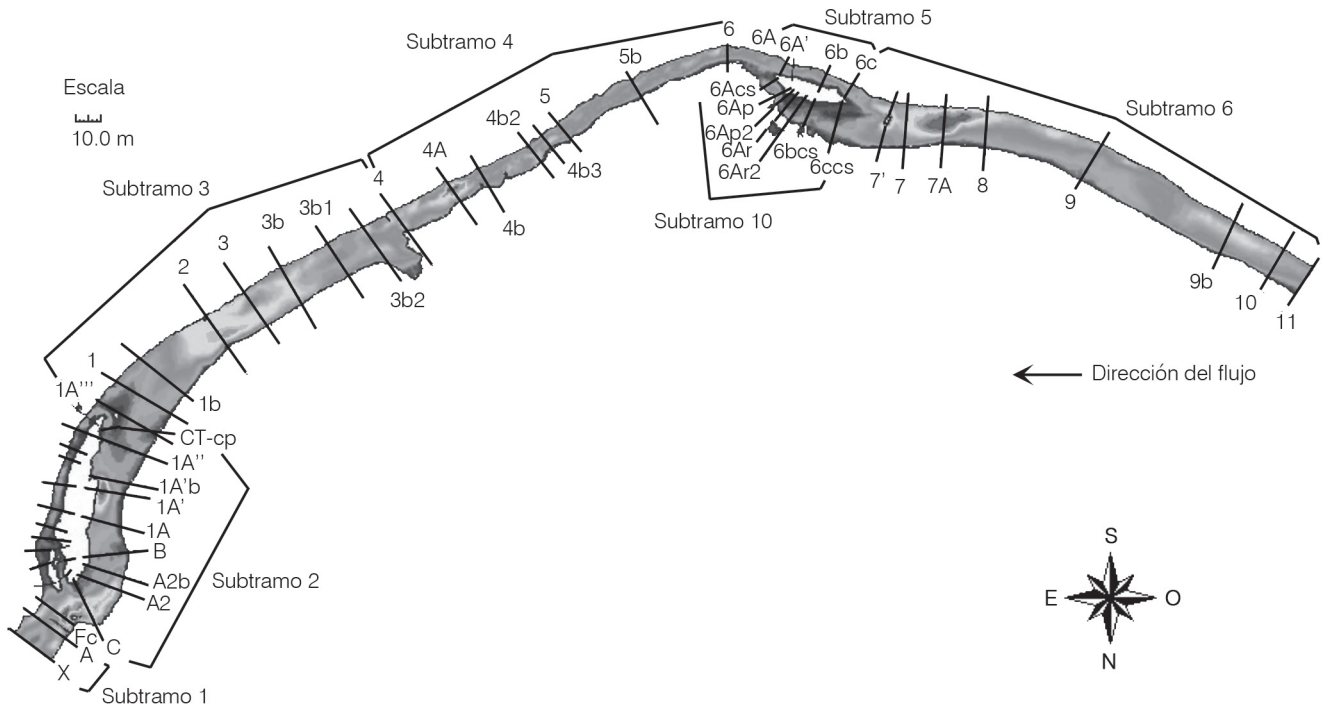 Subtramo 5
Subtramo 4
6
6A
6A'
6b
6c
5b
Escala
10.0 m
6Acs
6Ap
6Ap2
6Ar
6Ar2
6bcs
6ccs
Subtramo 6
5
4b2
4b3
4A
4b
7'
7
7A
8
9
9b
10
11
Subtramo 10
Subtramo 3
4
3b1
3b
3
2
3b2
1
1A'''
1b
CT-cp
1A''
1A'b
1A'
1A
B
A2b
A2
Subtramo 2
Fc
A
C
X
Subtramo 1
Dirección del flujo
S
E
O
N